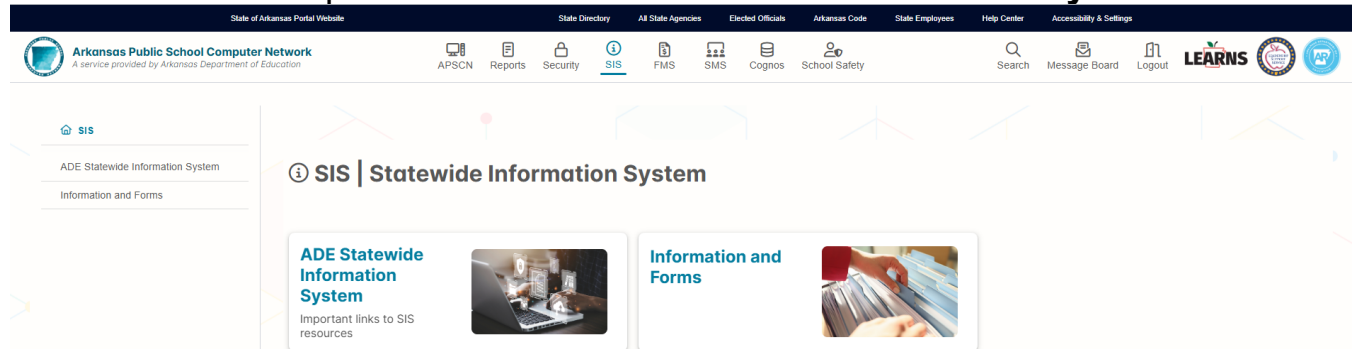 State of Arkansas Portal Website State Directory All State Agencies Elected Officials Arkansas Code State Employees Help Center Accessibility & Settings
Arkansas Public School Computer Network
A service provided by Arkansas Department of Education
APSCN Reports Security SIS FMS SMS Cognos School Safety Search Message Board Logout LEARNS
SIS
ADE Statewide Information System
Information and Forms
SIS | Statewide Information System
ADE Statewide
Information
System
Important links to SIS
resources
Information and
Forms